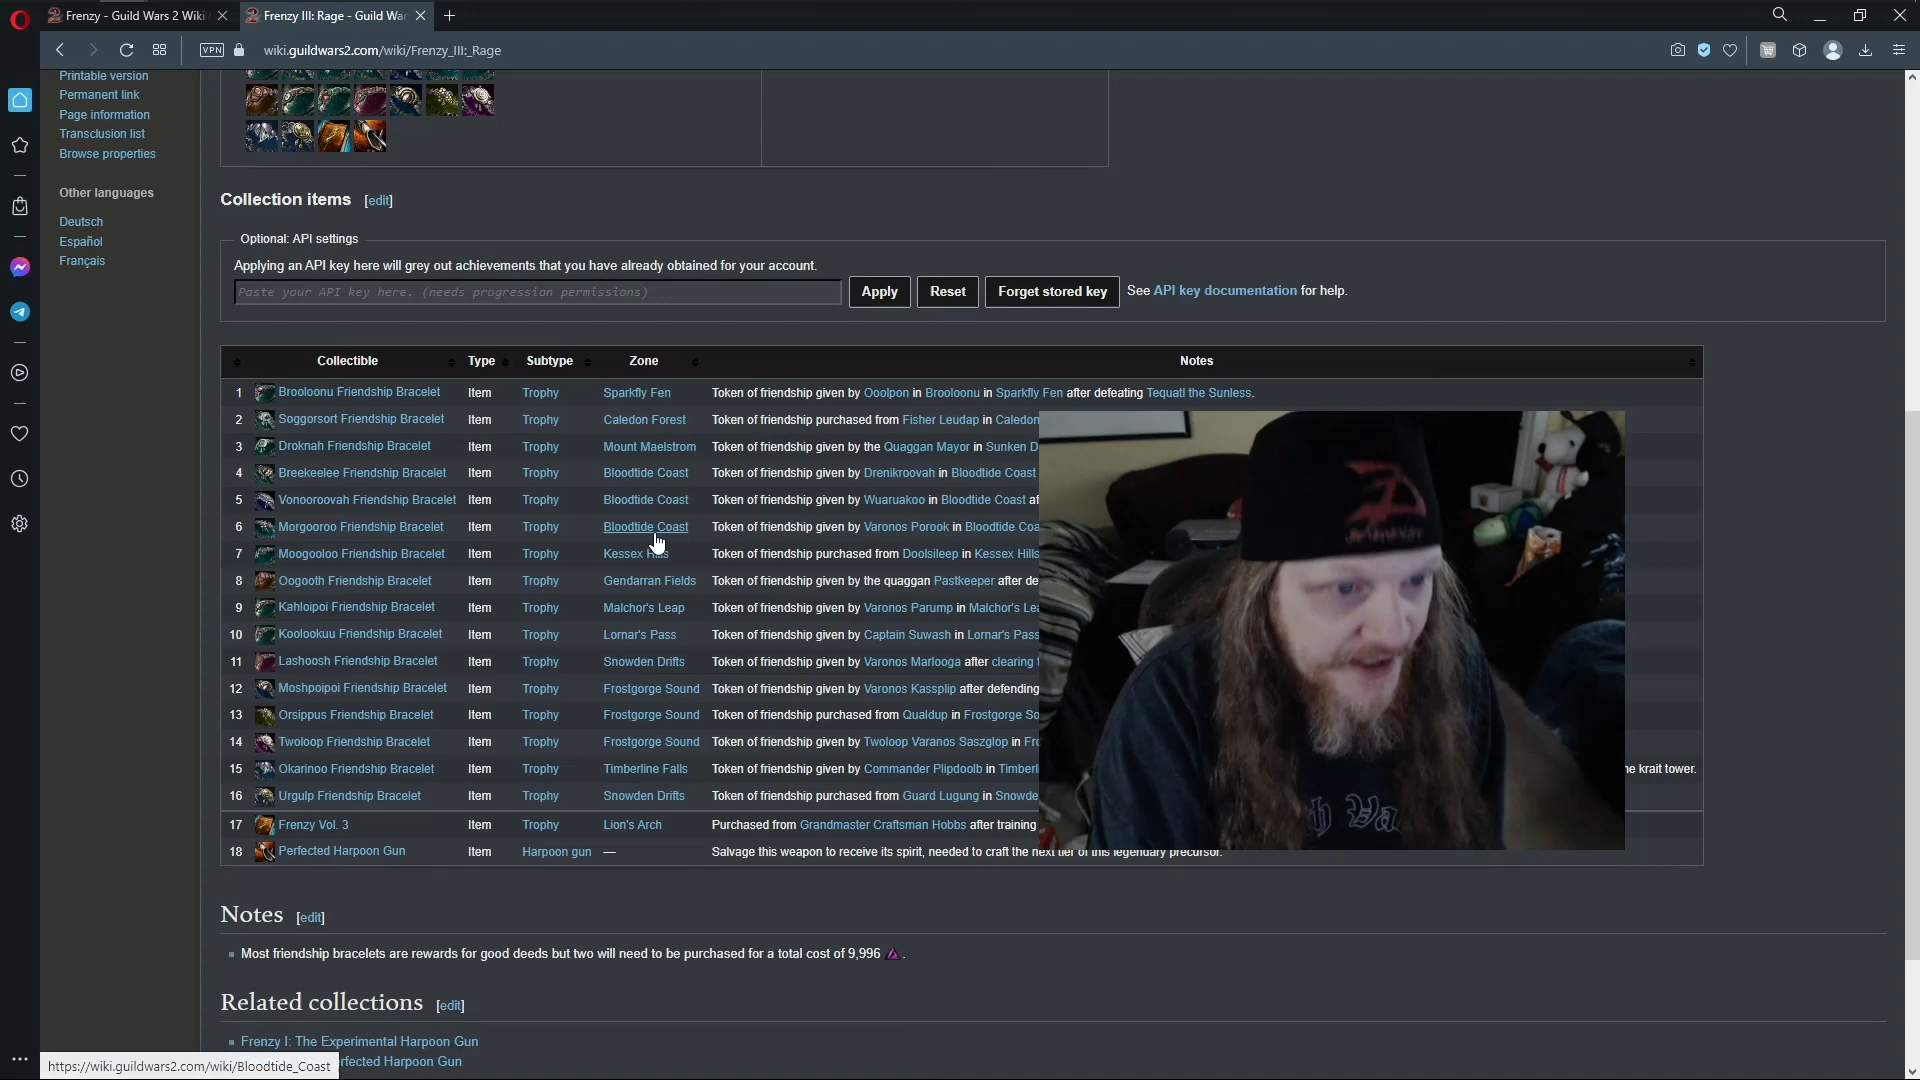 Frenzy - Guild Wars 2 Wiki
Frenzy III: Rage - Guild Wa
VPN
wiki.guildwars2.com/wiki/Frenzy_III:_Rage
Printable version
Permanent link
Page information
Transclusion list
Browse properties
Other languages
Deutsch
Español
Français
Collection items [edit]
Optional: API settings
Applying an API key here will grey out achievements that you have already obtained for your account.
Paste your API key here. (needs progression permissions) Apply Reset Forget stored key See API key documentation for help.
Collectible Type Subtype Zone Notes
1 Brooloonu Friendship Bracelet Item Trophy Sparkfly Fen Token of friendship given by Ooolpon in Brooloonu in Sparkfly Fen after defeating Tequatl the Sunless.
2 Soggorsort Friendship Bracelet Item Trophy Caledon Forest Token of friendship purchased from Fisher Leudap in Caledon
3 Droknah Friendship Bracelet Item Trophy Mount Maelstrom Token of friendship given by the Quaggan Mayor in Sunken D
4 Breekeelee Friendship Bracelet Item Trophy Bloodtide Coast Token of friendship given by Drenikroovah in Bloodtide Coast
5 Vonooroovah Friendship Bracelet Item Trophy Bloodtide Coast Token of friendship given by Wuaruakoo in Bloodtide Coast af
6 Morgooroo Friendship Bracelet Item Trophy Bloodtide Coast Token of friendship given by Varonos Porook in Bloodtide Coa
7 Moogooloo Friendship Bracelet Item Trophy Kessex Hills Token of friendship purchased from Doolsileep in Kessex Hills
8 Oogooth Friendship Bracelet Item Trophy Gendarran Fields Token of friendship given by the quaggan Pastkeeper after de
9 Kahloipoi Friendship Bracelet Item Trophy Malchor's Leap Token of friendship given by Varonos Parump in Malchor's Lea
10 Koolookuu Friendship Bracelet Item Trophy Lornar's Pass Token of friendship given by Captain Suwash in Lornar's Pass
11 Lashoosh Friendship Bracelet Item Trophy Snowden Drifts Token of friendship given by Varonos Marlooga after clearing
12 Moshpoipoi Friendship Bracelet Item Trophy Frostgorge Sound Token of friendship given by Varonos Kassplip after defending
13 Orsippus Friendship Bracelet Item Trophy Frostgorge Sound Token of friendship purchased from Qualdup in Frostgorge So
14 Twoloop Friendship Bracelet Item Trophy Frostgorge Sound Token of friendship given by Twoloop Varanos Saszglop in Fr
15 Okarinoo Friendship Bracelet Item Trophy Timberline Falls Token of friendship given by Commander Plipdoolb in Timberl he krait tower.
16 Urgulp Friendship Bracelet Item Trophy Snowden Drifts Token of friendship purchased from Guard Lugung in Snowde
17 Frenzy Vol. 3 Item Trophy Lion's Arch Purchased from Grandmaster Craftsman Hobbs after training
18 Perfected Harpoon Gun Item Harpoon gun — Salvage this weapon to receive its spirit, needed to craft the next tier of this legendary precursor.
Notes [edit]
Most friendship bracelets are rewards for good deeds but two will need to be purchased for a total cost of 9,996 .
Related collections [edit]
Frenzy I: The Experimental Harpoon Gun
rfected Harpoon Gun
https://wiki.guildwars2.com/wiki/Bloodtide_Coast